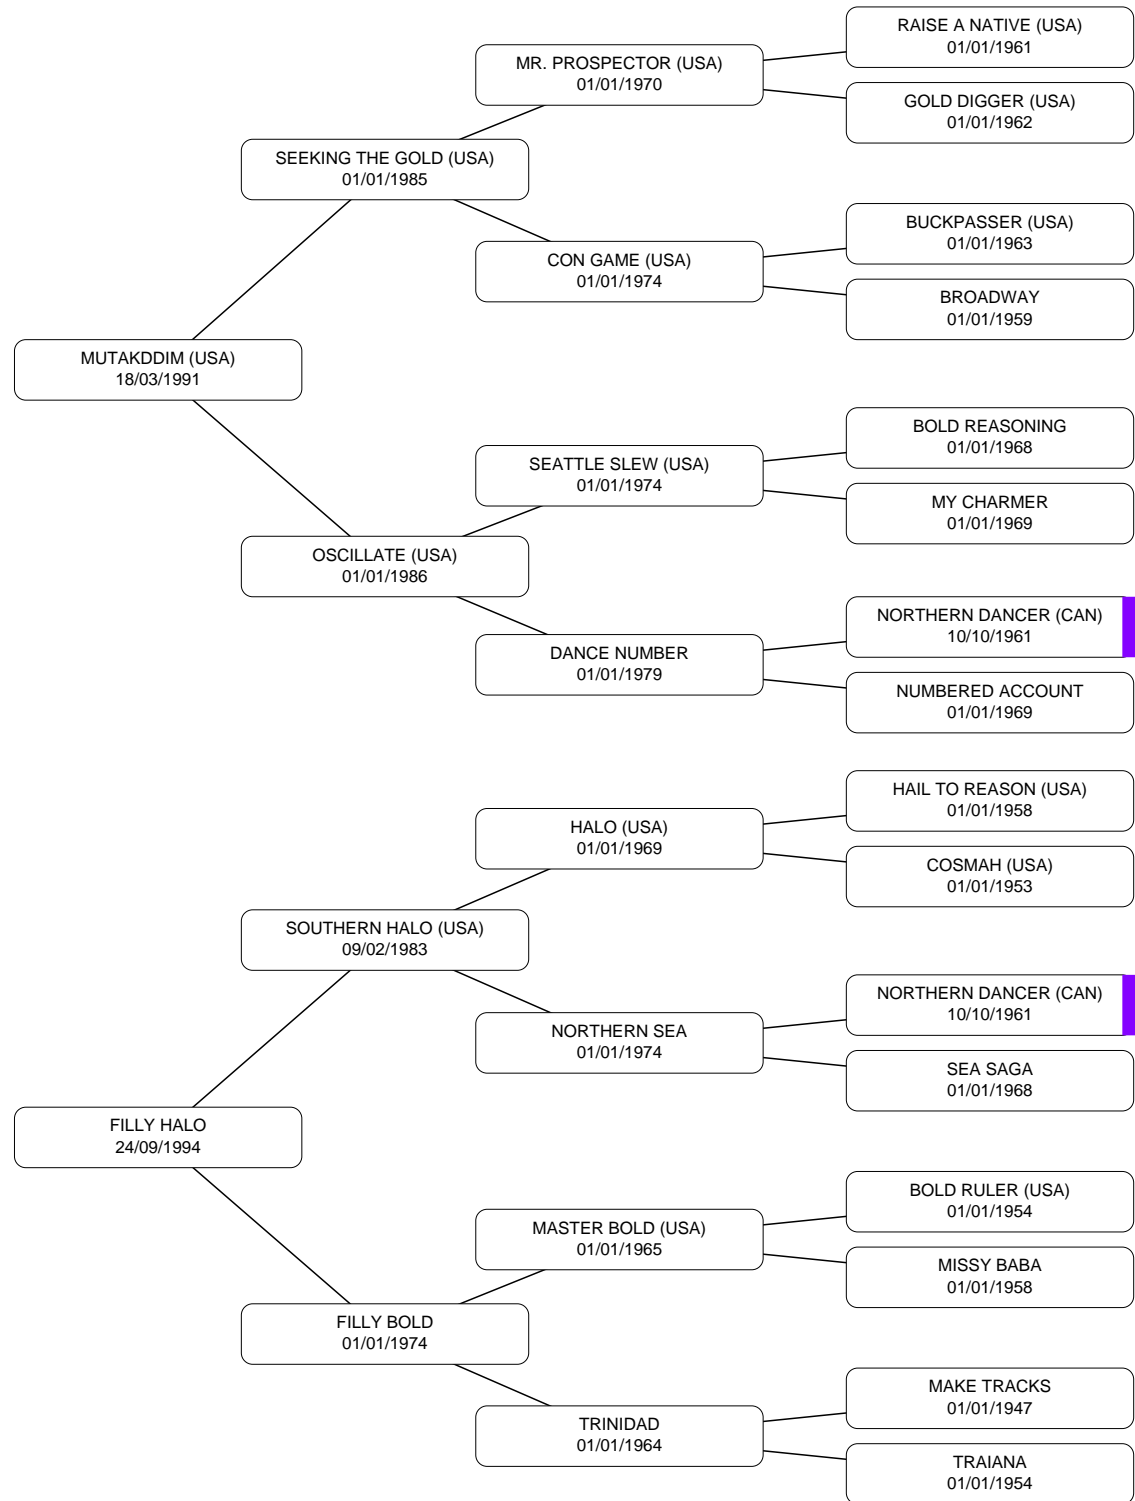 RAISE A NATIVE (USA)
01/01/1961
MR. PROSPECTOR (USA)
01/01/1970
GOLD DIGGER (USA)
01/01/1962
SEEKING THE GOLD (USA)
01/01/1985
BUCKPASSER (USA)
01/01/1963
CON GAME (USA)
01/01/1974
BROADWAY
01/01/1959
MUTAKDDIM (USA)
18/03/1991
BOLD REASONING
01/01/1968
SEATTLE SLEW (USA)
01/01/1974
MY CHARMER
01/01/1969
OSCILLATE (USA)
01/01/1986
NORTHERN DANCER (CAN)
10/10/1961
DANCE NUMBER
01/01/1979
NUMBERED ACCOUNT
01/01/1969
HAIL TO REASON (USA)
01/01/1958
HALO (USA)
01/01/1969
COSMAH (USA)
01/01/1953
SOUTHERN HALO (USA)
09/02/1983
NORTHERN DANCER (CAN)
10/10/1961
NORTHERN SEA
01/01/1974
SEA SAGA
01/01/1968
FILLY HALO
24/09/1994
BOLD RULER (USA)
01/01/1954
MASTER BOLD (USA)
01/01/1965
MISSY BABA
01/01/1958
FILLY BOLD
01/01/1974
MAKE TRACKS
01/01/1947
TRINIDAD
01/01/1964
TRAIANA
01/01/1954